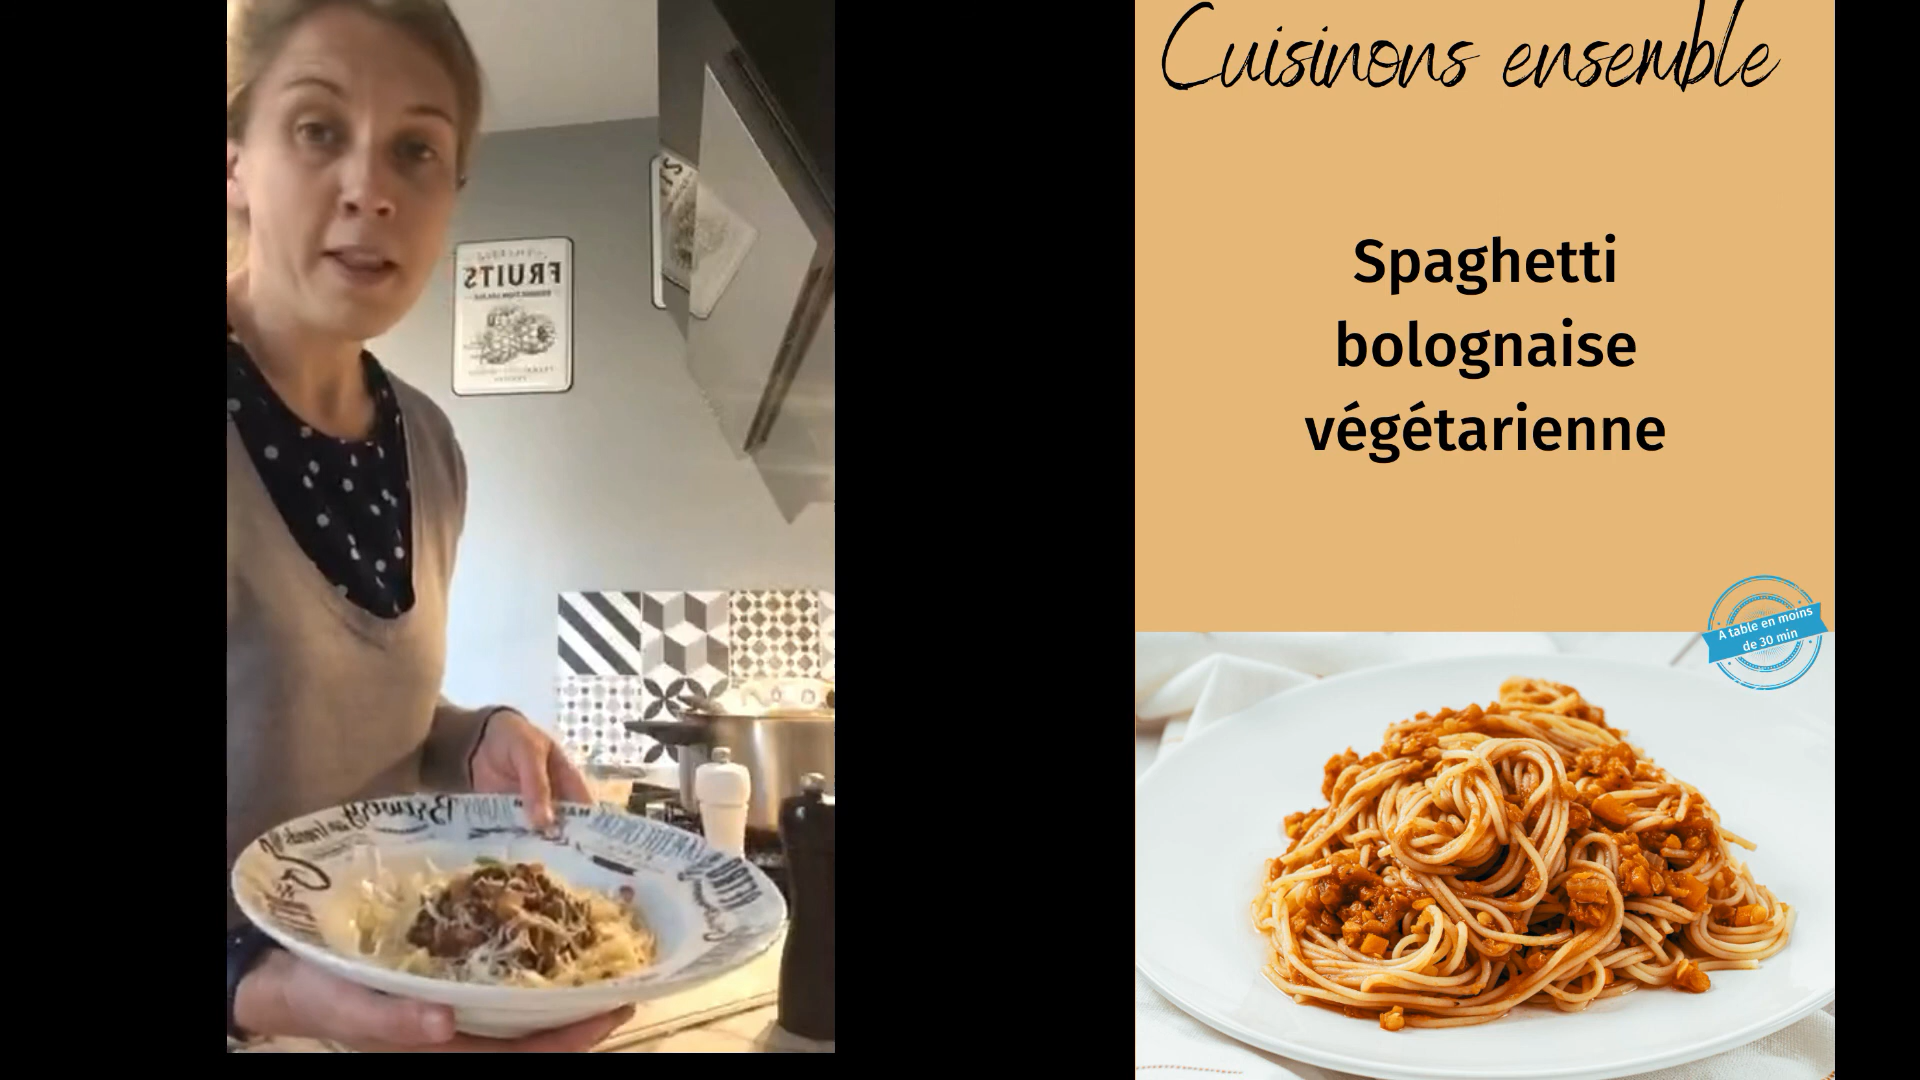 FRUITS
Cuisinons ensemble
Spaghetti
bolognaise
végétarienne
A table en moins
de 30 min